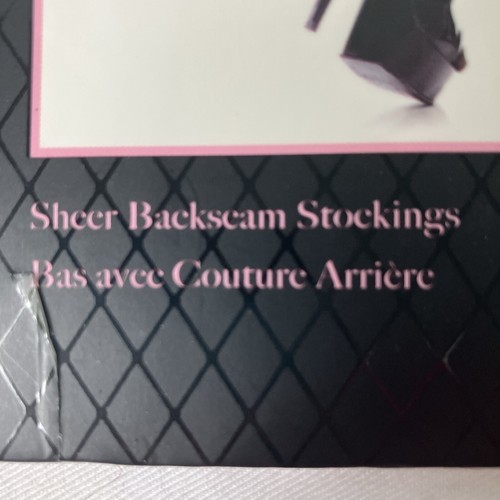 Sheer Backseam Stockings
Bas avec Couture Arrière